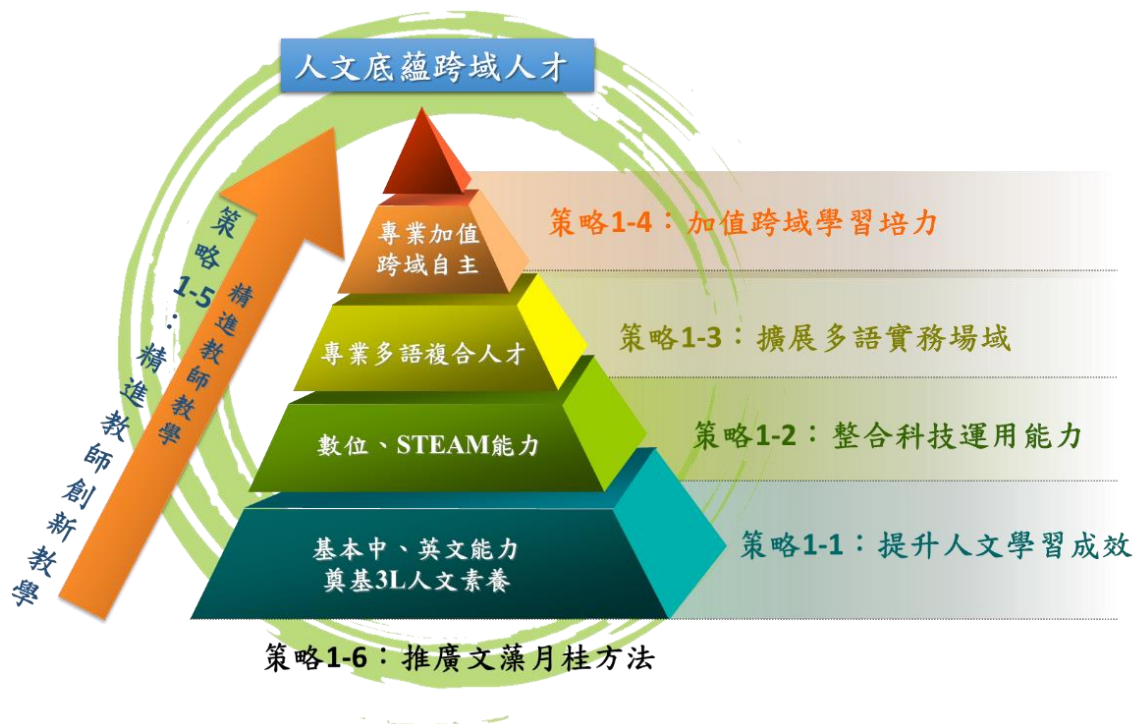 人文底蘊跨域人才
專業加值
跨域自主
策略1-4：加值跨域學習培力
專業多語複合人才
策略1-3：擴展多語實務場域
數位、STEAM能力
策略1-2：整合科技運用能力
基本中、英文能力
奠基3L人文素養
策略1-1：提升人文學習成效
策略1-5：精進教師創新教學
精進教師教學
策略1-6：推廣文藻月桂方法